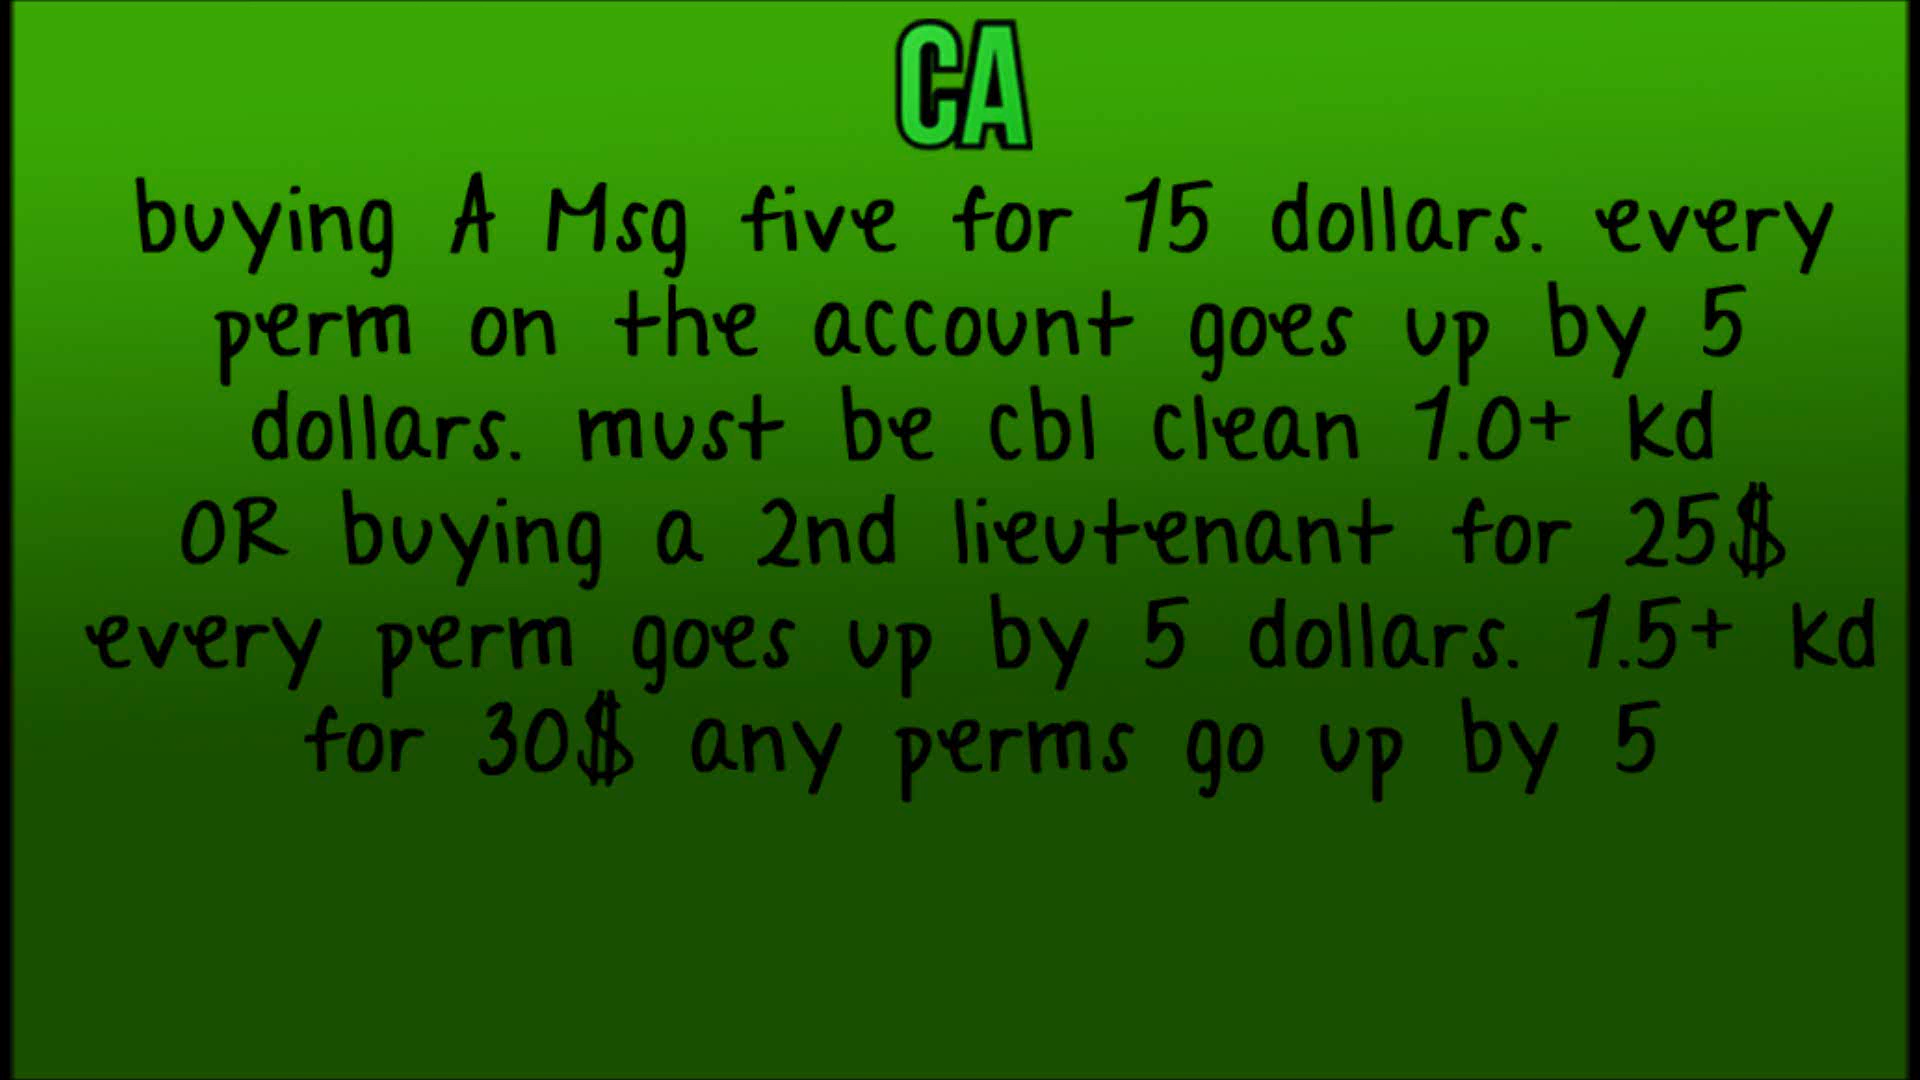 CA
buying A Msg five for 15 dollars. every
perm on the account goes up by 5
dollars. must be cbl clean 1.0+ kd
OR buying a 2nd lieutenant for 25$
every perm goes up by 5 dollars. 1.5+ kd
for 30$ any perms go up by 5